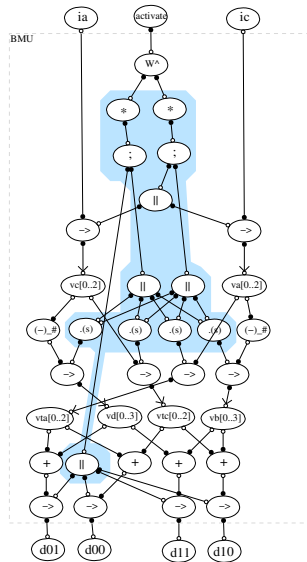 ia activate ic
BMU
W^
* *
; ;
||
-> ->
vc[0..2] || || va[0..2]
(-)_# .(s) .(s) .(s) .(s) (-)_#
-> -> -> ->
vta[0..2] vd[0..3] vtc[0..2] vb[0..3]
+ || + + +
-> -> -> ->
d01 d00 d11 d10